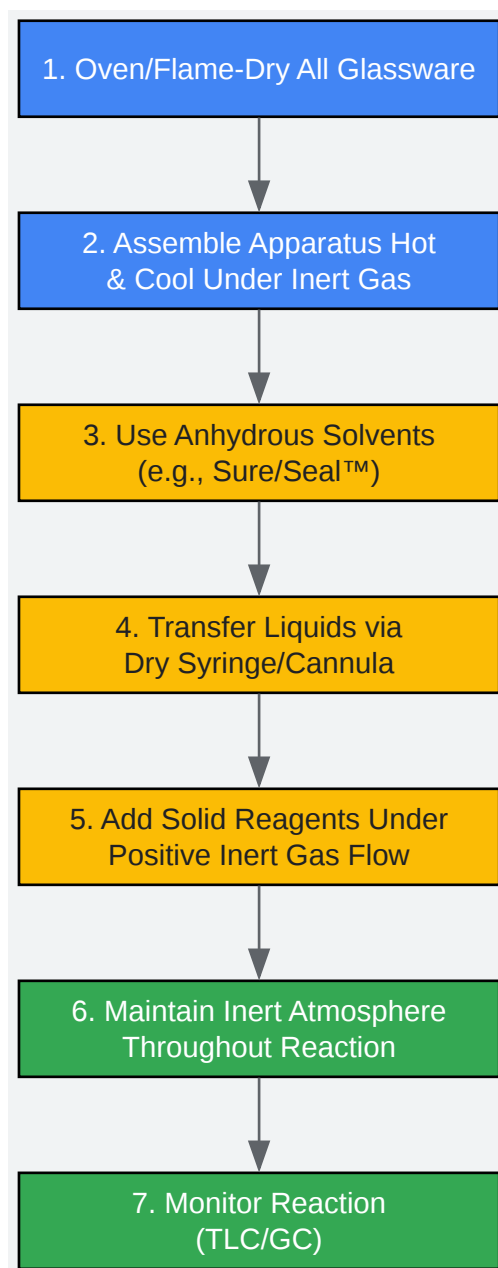 1. Oven/Flame-Dry All Glassware
2. Assemble Apparatus Hot
& Cool Under Inert Gas
3. Use Anhydrous Solvents
(e.g., Sure/Seal™)
4. Transfer Liquids via
Dry Syringe/Cannula
5. Add Solid Reagents Under
Positive Inert Gas Flow
6. Maintain Inert Atmosphere
Throughout Reaction
7. Monitor Reaction
(TLC/GC)